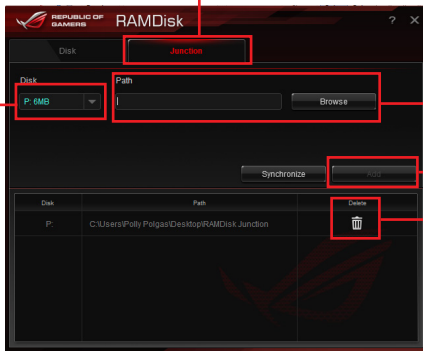 REPUBLIC OF
GAMERS
RAMDisk
? ×
Disk
Junction
Disk
Path
P: 6MB
Browse
Synchronize
Add
Disk
Path
Delete
P:
C:\Users\Polly Polgas\Desktop\RAMDisk Junction